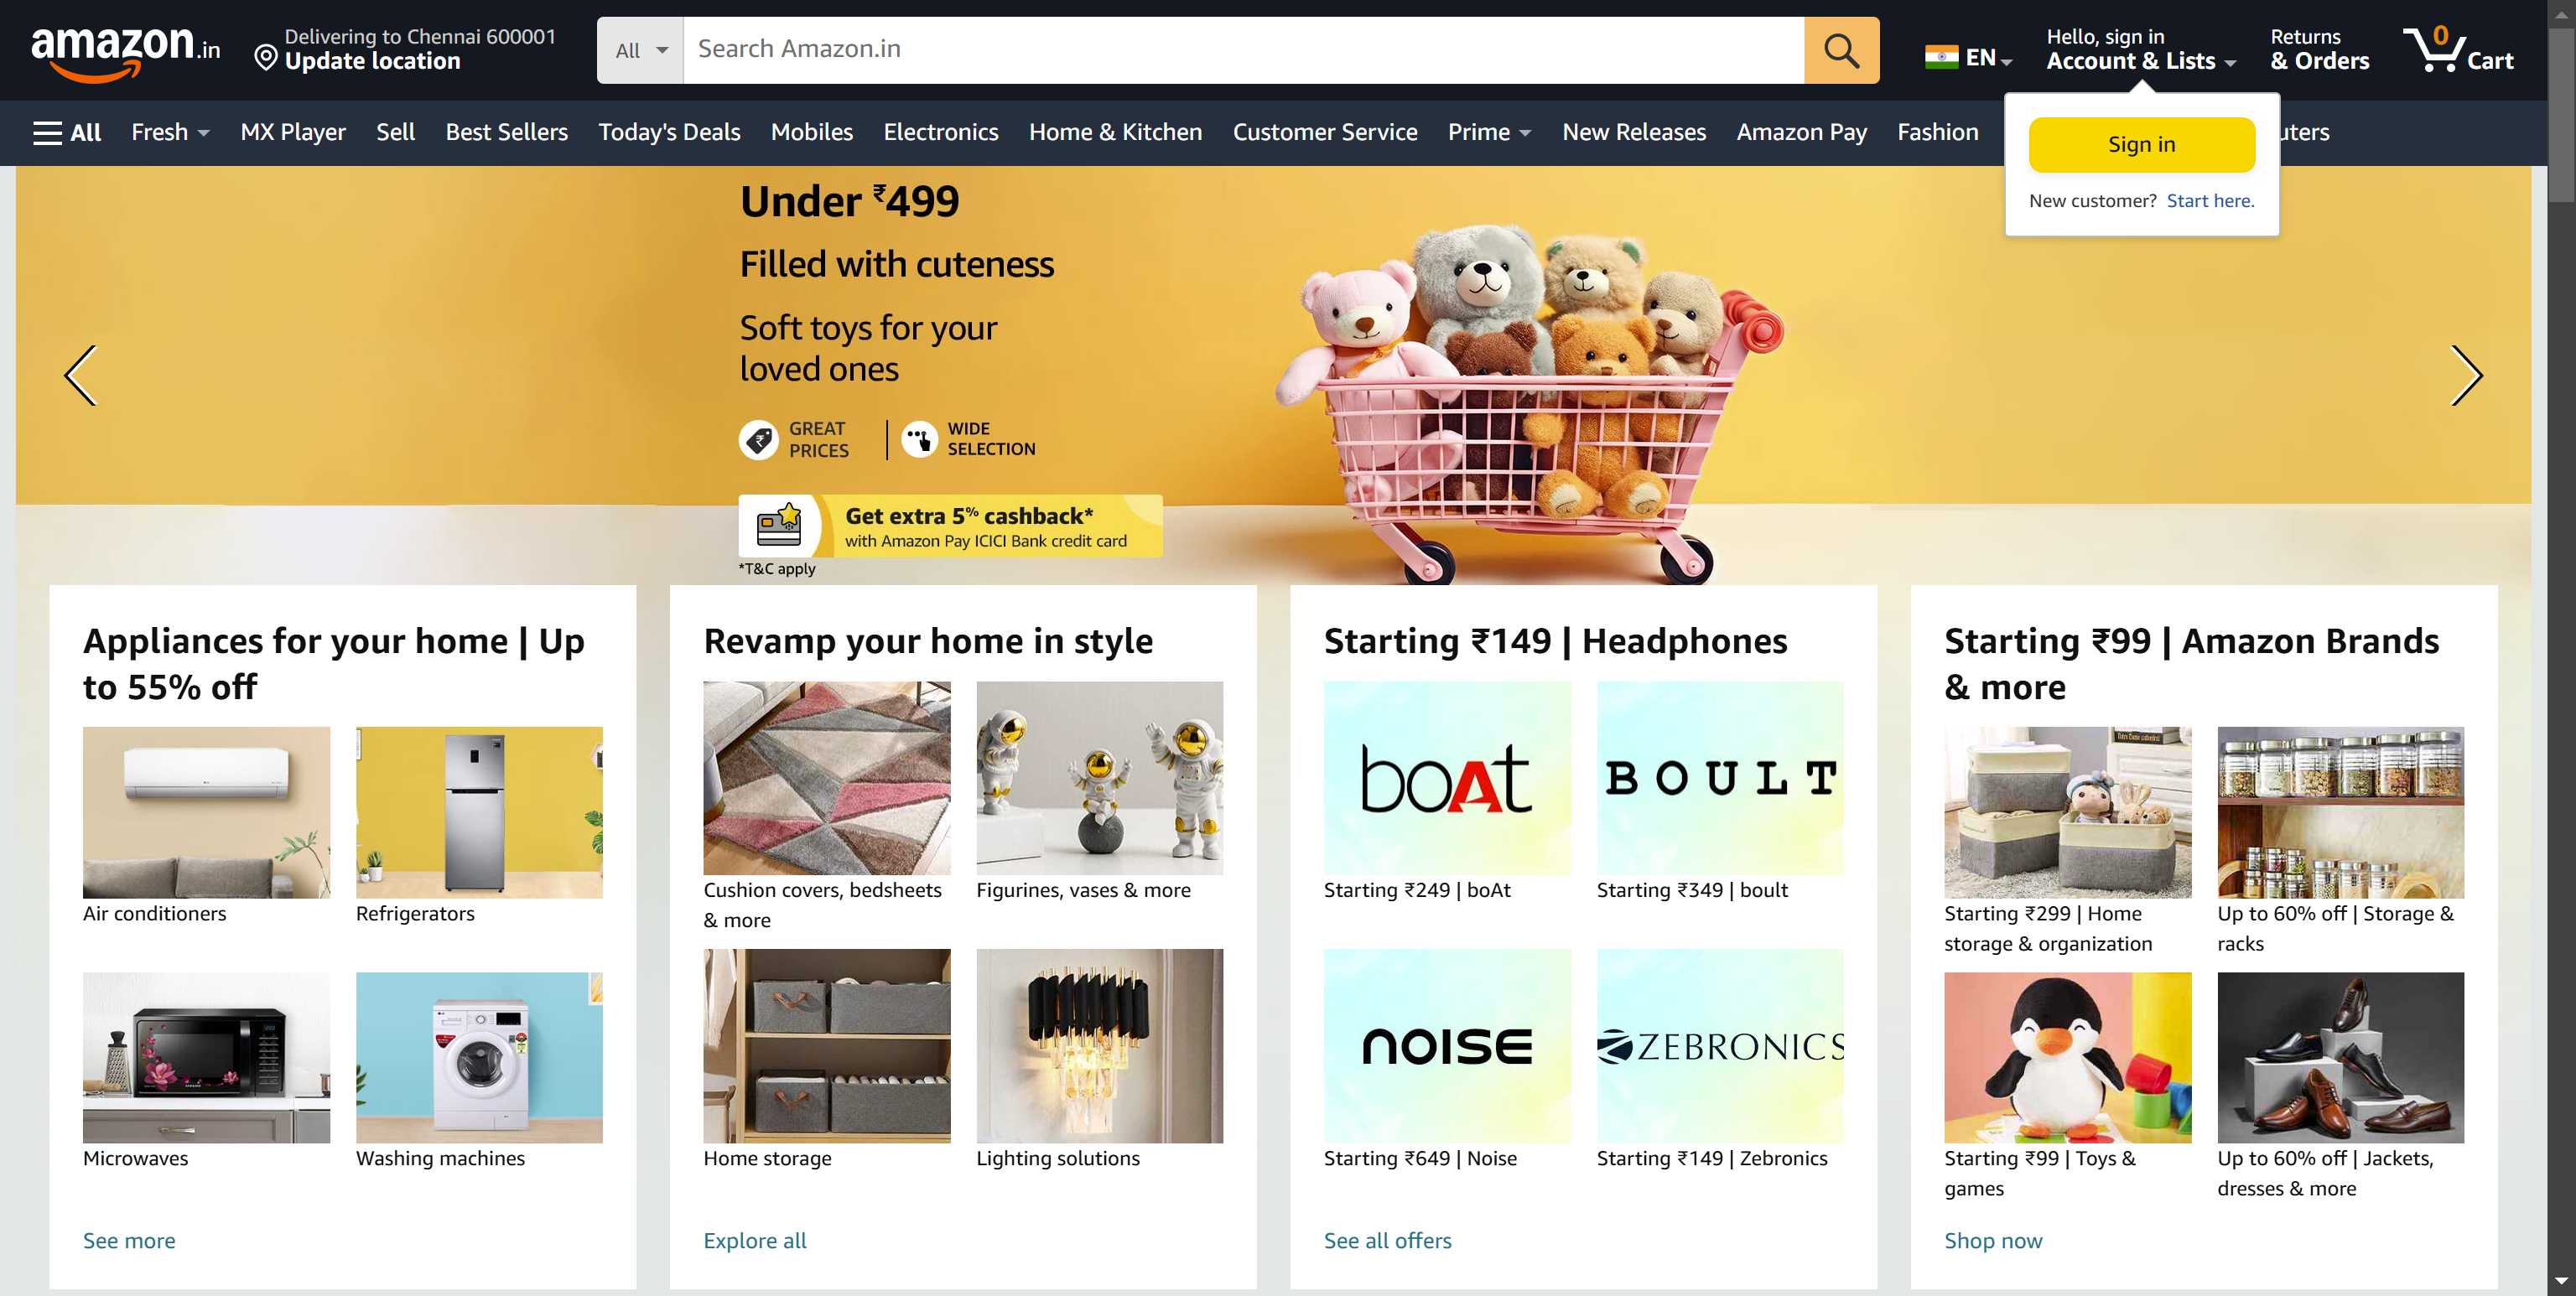 amazon.in
Delivering to Chennai 600001
Update location
All
Search Amazon.in
EN
Hello, sign in
Account & Lists
Returns
& Orders
0
Cart
All
Fresh
MX Player
Sell
Best Sellers
Today's Deals
Mobiles
Electronics
Home & Kitchen
Customer Service
Prime
New Releases
Amazon Pay
Fashion
uters
Sign in
New customer? Start here.
Under ₹499
Filled with cuteness
Soft toys for your
loved ones
GREAT
PRICES
WIDE
SELECTION
Get extra 5% cashback*
with Amazon Pay ICICI Bank credit card
*T&C apply
Appliances for your home | Up
to 55% off
Air conditioners
Refrigerators
Microwaves
Washing machines
See more
Revamp your home in style
Cushion covers, bedsheets
& more
Figurines, vases & more
Home storage
Lighting solutions
Explore all
Starting ₹149 | Headphones
boAt
BOULT
Starting ₹249 | boAt
Starting ₹349 | boult
NOISE
ZEBRONICS
Starting ₹649 | Noise
Starting ₹149 | Zebronics
See all offers
Starting ₹99 | Amazon Brands
& more
Starting ₹299 | Home
storage & organization
Up to 60% off | Storage &
racks
Starting ₹99 | Toys &
games
Up to 60% off | Jackets,
dresses & more
Shop now